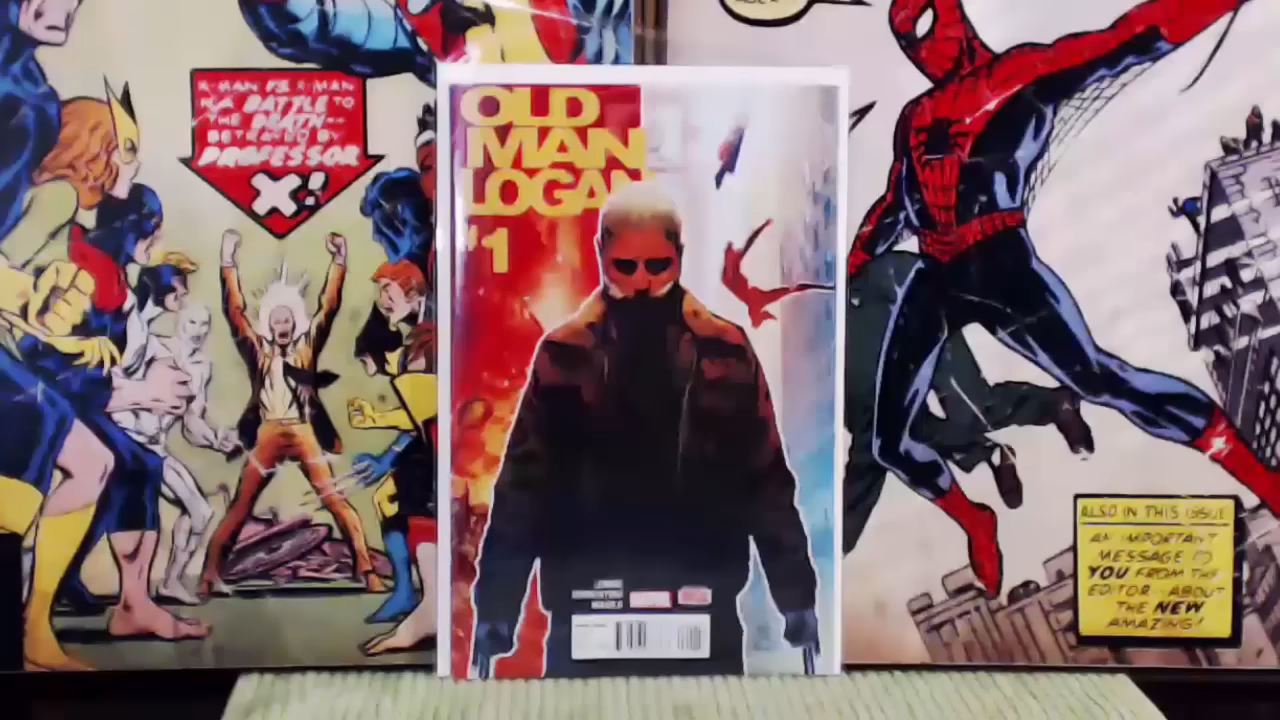 X-MAN VS. X-MAN
IN A BATTLE TO
THE DEATH--
BETRAYED BY
PROFESSOR
X!
OLD
MAN
LOGAN
#1
MARVEL
ALSO IN THIS ISSUE
AN IMPORTANT
MESSAGE TO
YOU FROM THE
EDITOR--ABOUT
THE NEW
AMAZING!